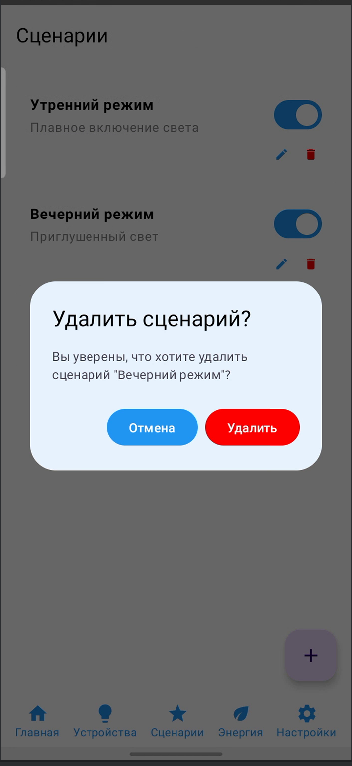 Сценарии
Утренний режим
Плавное включение света
Вечерний режим
Приглушенный свет
Удалить сценарий?
Вы уверены, что хотите удалить
сценарий "Вечерний режим"?
Отмена Удалить
Главная Устройства Сценарии Энергия Настройки